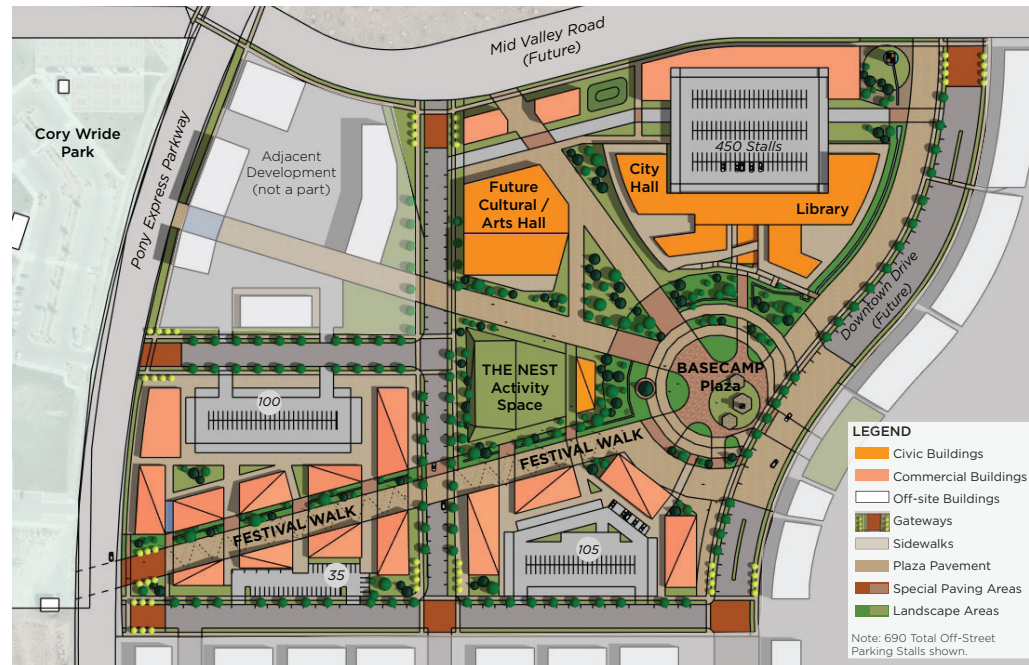 Mid Valley Road
(Future)
Cory Wride
Park
Pony Express Parkway
Adjacent
Development
(not a part)
450 Stalls
City
Hall
Library
Future
Cultural /
Arts Hall
Downtown Drive
(Future)
THE NEST
Activity
Space
BASECAMP
Plaza
100
FESTIVAL WALK
FESTIVAL WALK
35
105
LEGEND
Civic Buildings
Commercial Buildings
Off-site Buildings
Gateways
Sidewalks
Plaza Pavement
Special Paving Areas
Landscape Areas
Note: 690 Total Off-Street
Parking Stalls shown.